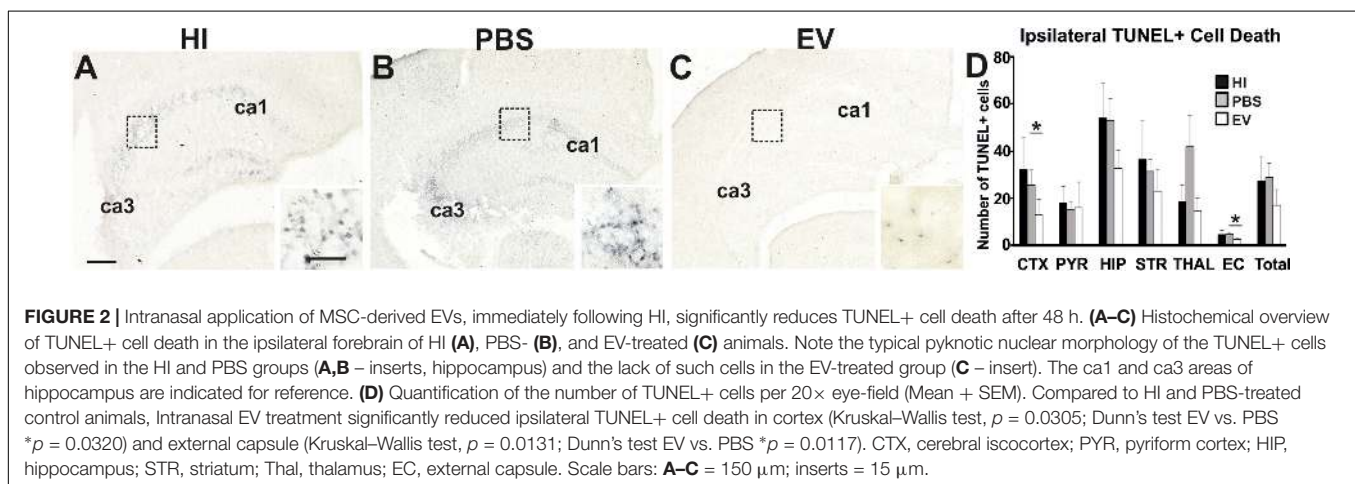 HI
PBS
EV
A
B
C
D
ca1
ca3
ca1
ca3
ca1
ca3
Ipsilateral TUNEL+ Cell Death
Number of TUNEL+ cells
80
60
40
20
0
HI
PBS
EV
*
*
CTX PYR HIP STR THAL EC Total
FIGURE 2 | Intranasal application of MSC-derived EVs, immediately following HI, significantly reduces TUNEL+ cell death after 48 h. (A–C) Histochemical overview
of TUNEL+ cell death in the ipsilateral forebrain of HI (A), PBS- (B), and EV-treated (C) animals. Note the typical pyknotic nuclear morphology of the TUNEL+ cells
observed in the HI and PBS groups (A,B – inserts, hippocampus) and the lack of such cells in the EV-treated group (C – insert). The ca1 and ca3 areas of
hippocampus are indicated for reference. (D) Quantification of the number of TUNEL+ cells per 20× eye-field (Mean + SEM). Compared to HI and PBS-treated
control animals, Intranasal EV treatment significantly reduced ipsilateral TUNEL+ cell death in cortex (Kruskal–Wallis test, p = 0.0305; Dunn's test EV vs. PBS
*p = 0.0320) and external capsule (Kruskal–Wallis test, p = 0.0131; Dunn's test EV vs. PBS *p = 0.0117). CTX, cerebral iscocortex; PYR, pyriform cortex; HIP,
hippocampus; STR, striatum; Thal, thalamus; EC, external capsule. Scale bars: A–C = 150 μm; inserts = 15 μm.